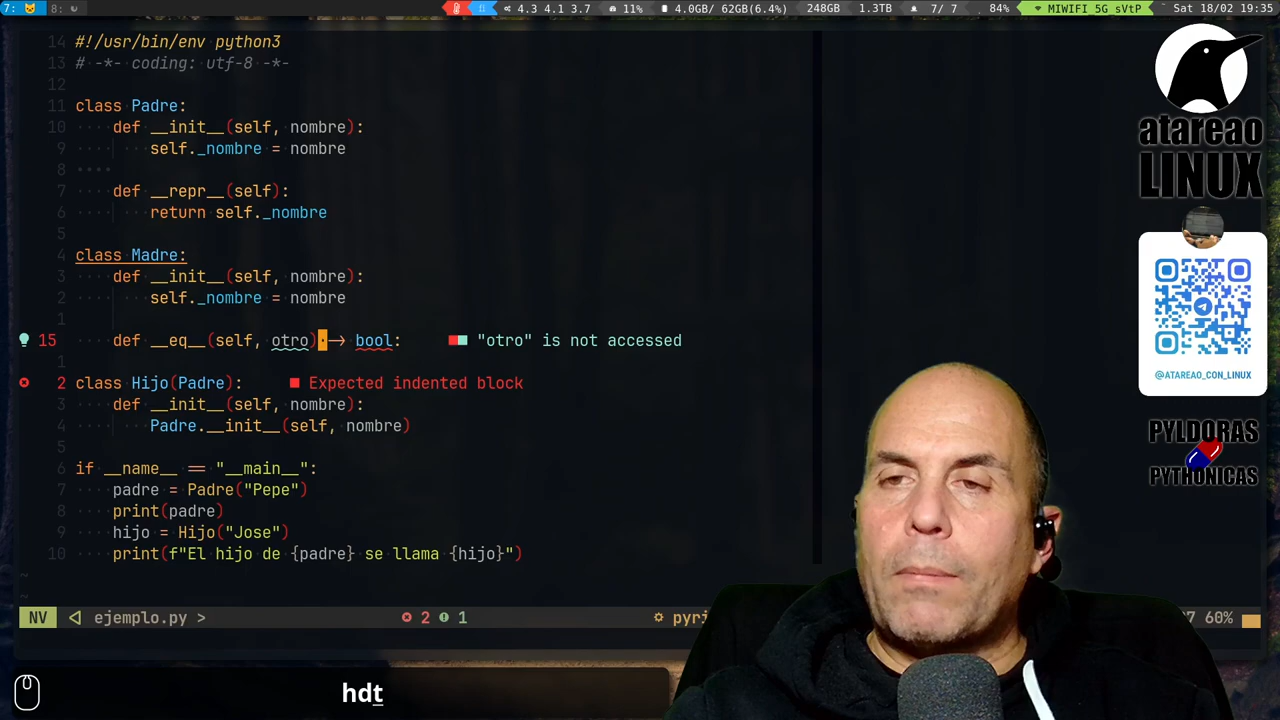 7: 8:
4.3 4.1 3.7 11% 4.0GB/ 62GB(6.4%) 248GB 1.3TB 7/ 7 84% MIWIFI_5G_sVtP Sat 18/02 19:35
14 #!/usr/bin/env python3
13 # -*- coding: utf-8 -*-
12
11 class Padre:
10 def __init__(self, nombre):
9 self._nombre = nombre
8
7 def __repr__(self):
6 return self._nombre
5
4 class Madre:
3 def __init__(self, nombre):
2 self._nombre = nombre
1
15 def __eq__(self, otro) -> bool: "otro" is not accessed
1
2 class Hijo(Padre): Expected indented block
3 def __init__(self, nombre):
4 Padre.__init__(self, nombre)
5
6 if __name__ == "__main__":
7 padre = Padre("Pepe")
8 print(padre)
9 hijo = Hijo("Jose")
10 print(f"El hijo de {padre} se llama {hijo}")
~
~
NV ejemplo.py > 2 1 pyri 7 60%
hdt
atareao
LINUX
@ATAREAO_CON_LINUX
PYLDORAS
PYTHONICAS